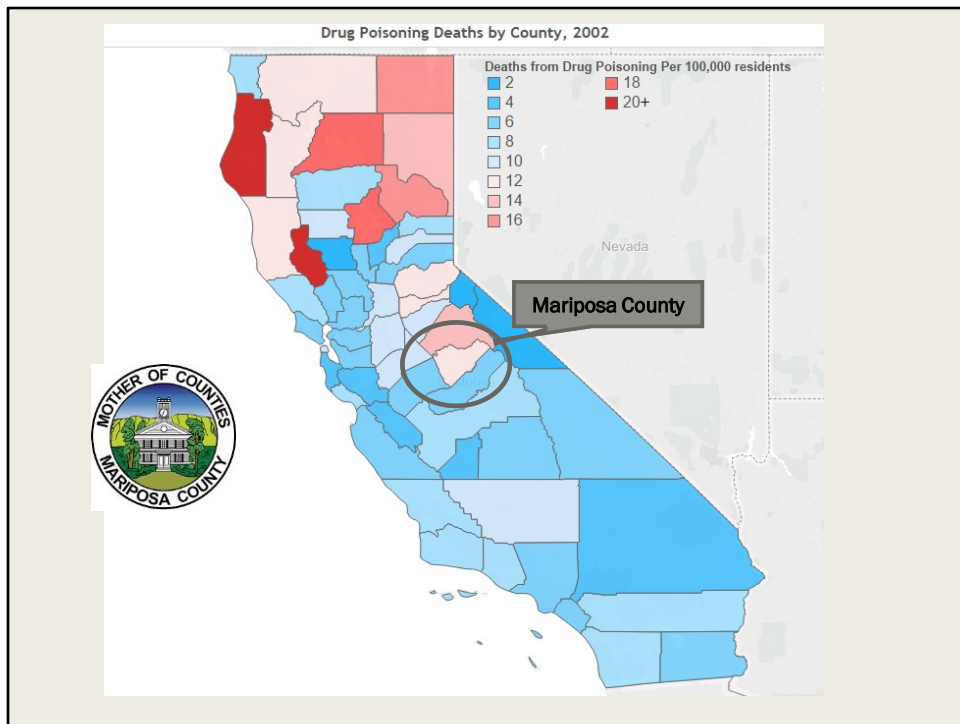 Drug Poisoning Deaths by County, 2002
Deaths from Drug Poisoning Per 100,000 residents
2
4
6
8
10
12
14
16
18
20+
Nevada
Mariposa County
MOTHER OF COUNTIES
MARIPOSA COUNTY